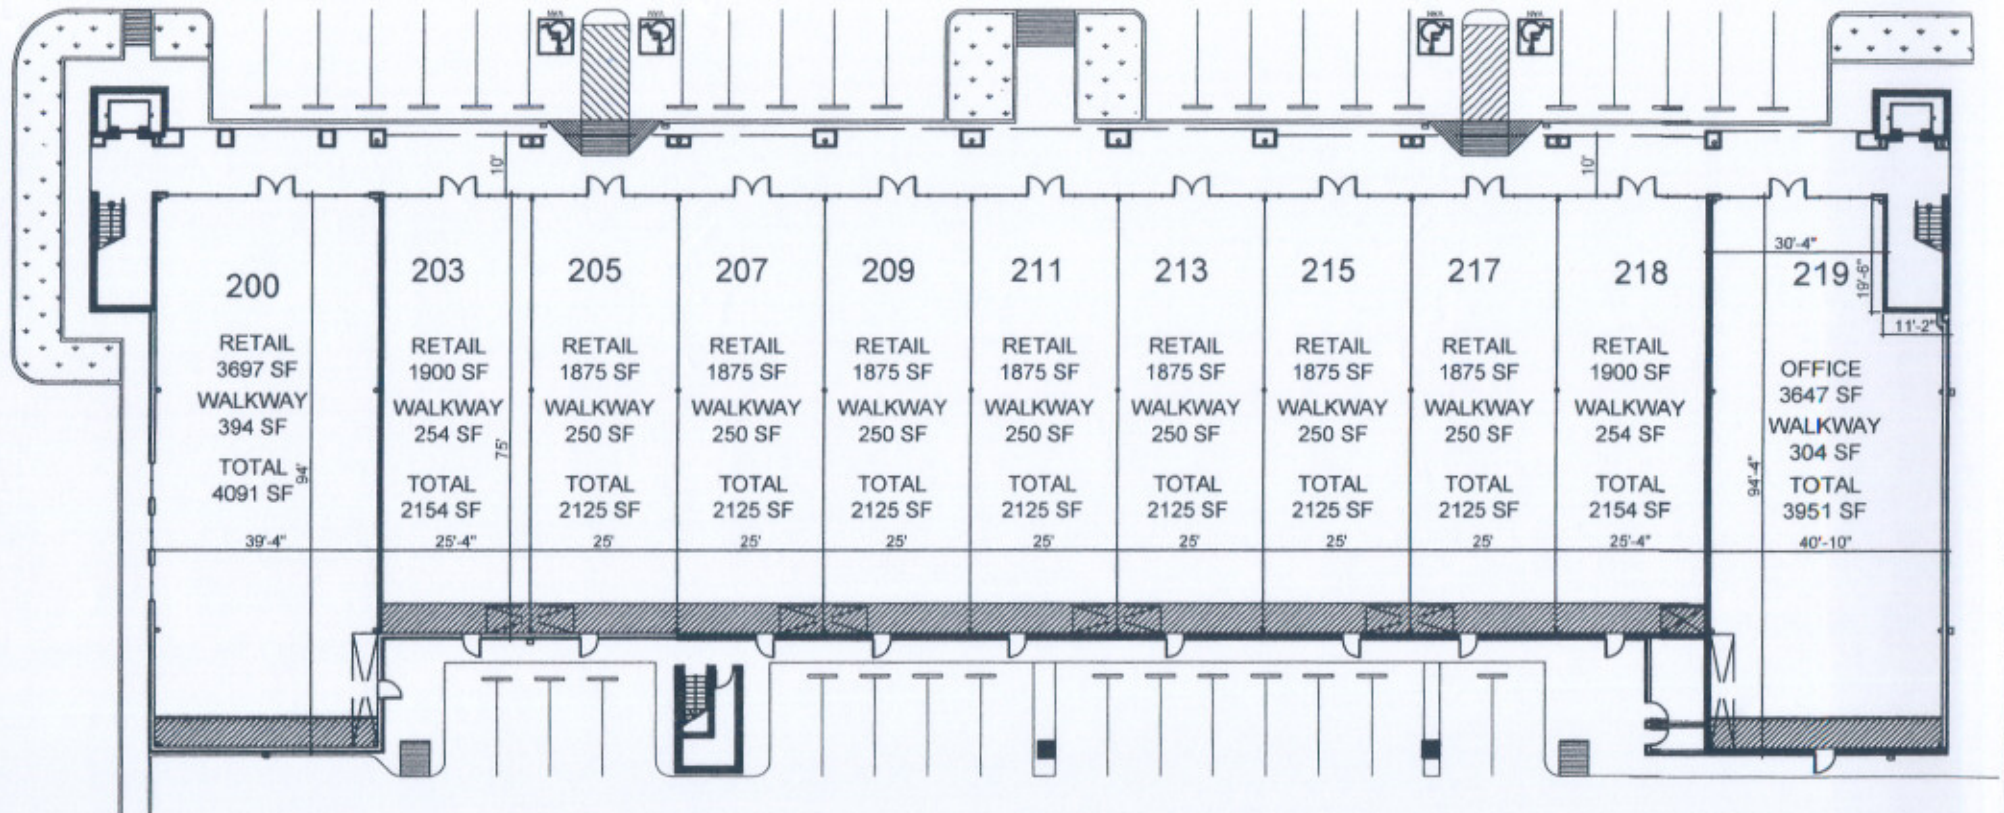 10'
10'
200
RETAIL
3697 SF
WALKWAY
394 SF
TOTAL
4091 SF
94'
39'-4"
203
RETAIL
1900 SF
WALKWAY
254 SF
75'
TOTAL
2154 SF
25'-4"
205
RETAIL
1875 SF
WALKWAY
250 SF
TOTAL
2125 SF
25'
207
RETAIL
1875 SF
WALKWAY
250 SF
TOTAL
2125 SF
25'
209
RETAIL
1875 SF
WALKWAY
250 SF
TOTAL
2125 SF
25'
211
RETAIL
1875 SF
WALKWAY
250 SF
TOTAL
2125 SF
25'
213
RETAIL
1875 SF
WALKWAY
250 SF
TOTAL
2125 SF
25'
215
RETAIL
1875 SF
WALKWAY
250 SF
TOTAL
2125 SF
25'
217
RETAIL
1875 SF
WALKWAY
250 SF
TOTAL
2125 SF
25'
218
RETAIL
1900 SF
WALKWAY
254 SF
TOTAL
2154 SF
25'-4"
30'-4"
219
19'-6"
11'-2"
OFFICE
3647 SF
WALKWAY
304 SF
94'-4"
TOTAL
3951 SF
40'-10"